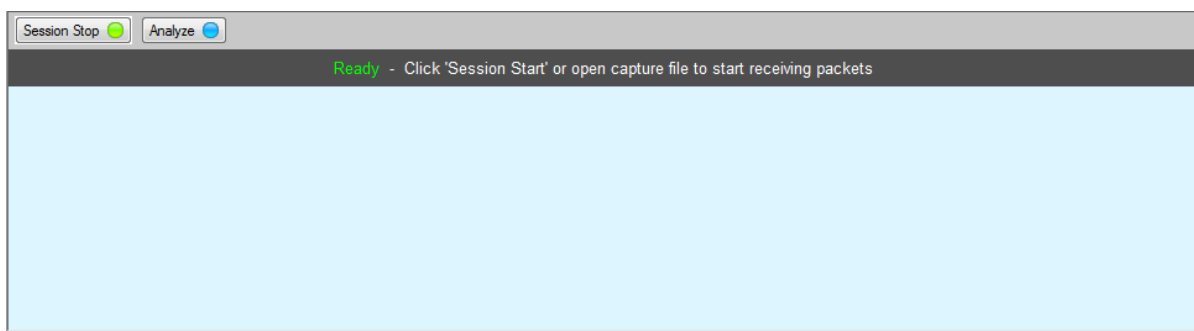 Session Stop Analyze
Ready - Click 'Session Start' or open capture file to start receiving packets